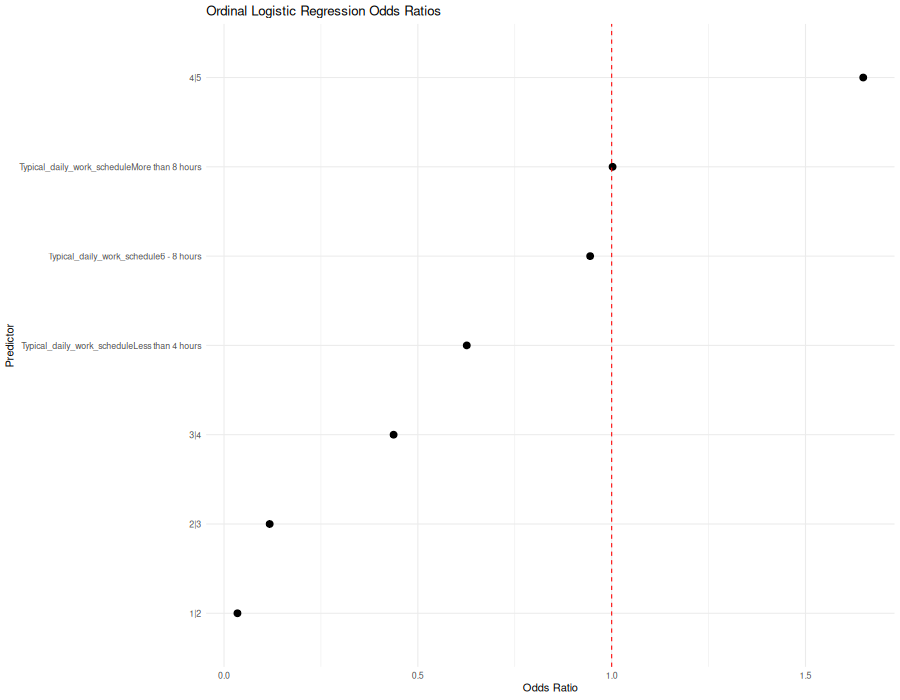 Ordinal Logistic Regression Odds Ratios
4|5
Typical_daily_work_scheduleMore than 8 hours
Typical_daily_work_schedule6 - 8 hours
Typical_daily_work_scheduleLess than 4 hours
3|4
2|3
1|2
Predictor
0.0 0.5 1.0 1.5
Odds Ratio